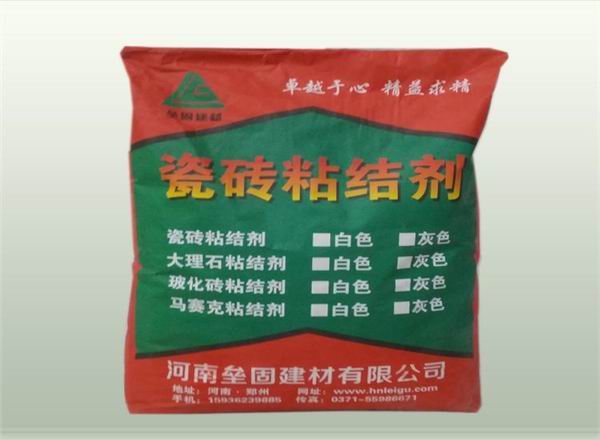 卓越于心 精益求精
垒固建材
瓷砖粘结剂
瓷砖粘结剂 白色 灰色
大理石粘结剂 白色 灰色
玻化砖粘结剂 白色 灰色
马赛克粘结剂 白色 灰色
河南垒固建材有限公司
地址：河南·郑州 网址：www.hnleigu.com
手机：15936239885 传真：0371-55986671